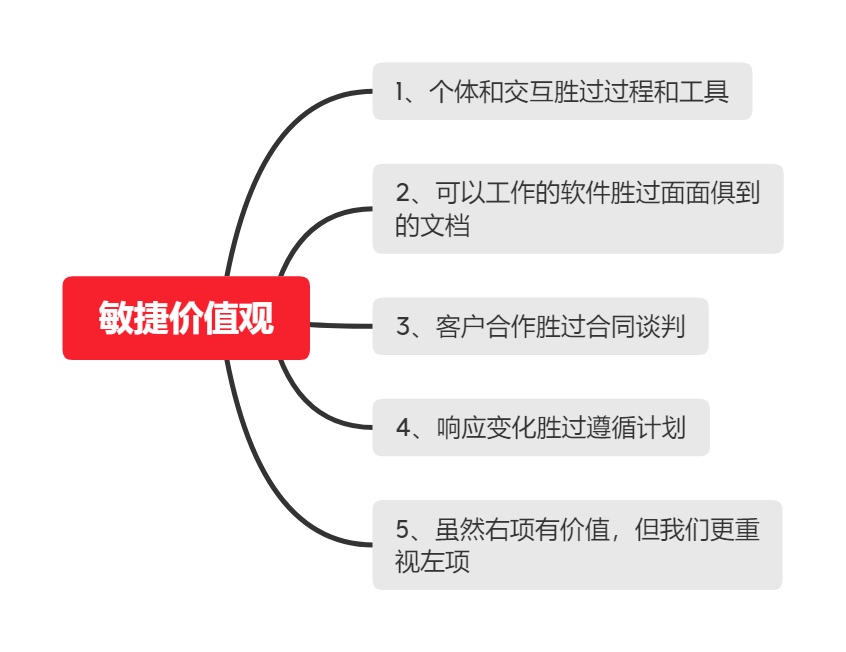 敏捷价值观
1、个体和交互胜过过程和工具
2、可以工作的软件胜过面面俱到
的文档
3、客户合作胜过合同谈判
4、响应变化胜过遵循计划
5、虽然右项有价值，但我们更重
视左项